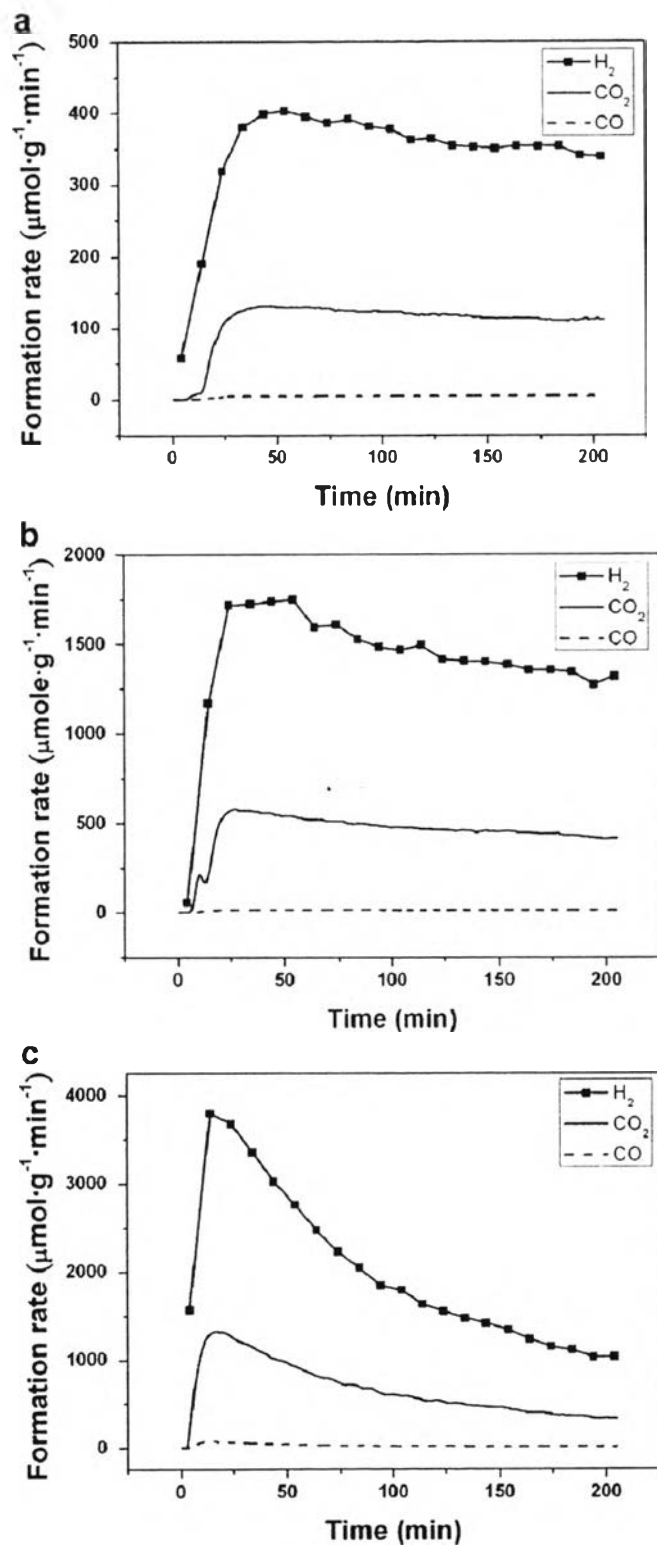 a
500
400
300
200
100
0
H₂
CO₂
CO
Formation rate (μmol·g⁻¹·min⁻¹)
0 50 100 150 200
Time (min)
b
2000
1500
1000
500
0
H₂
CO₂
CO
Formation rate (μmole·g⁻¹·min⁻¹)
0 50 100 150 200
Time (min)
c
4000
3000
2000
1000
0
H₂
CO₂
CO
Formation rate (μmol·g⁻¹·min⁻¹)
0 50 100 150 200
Time (min)